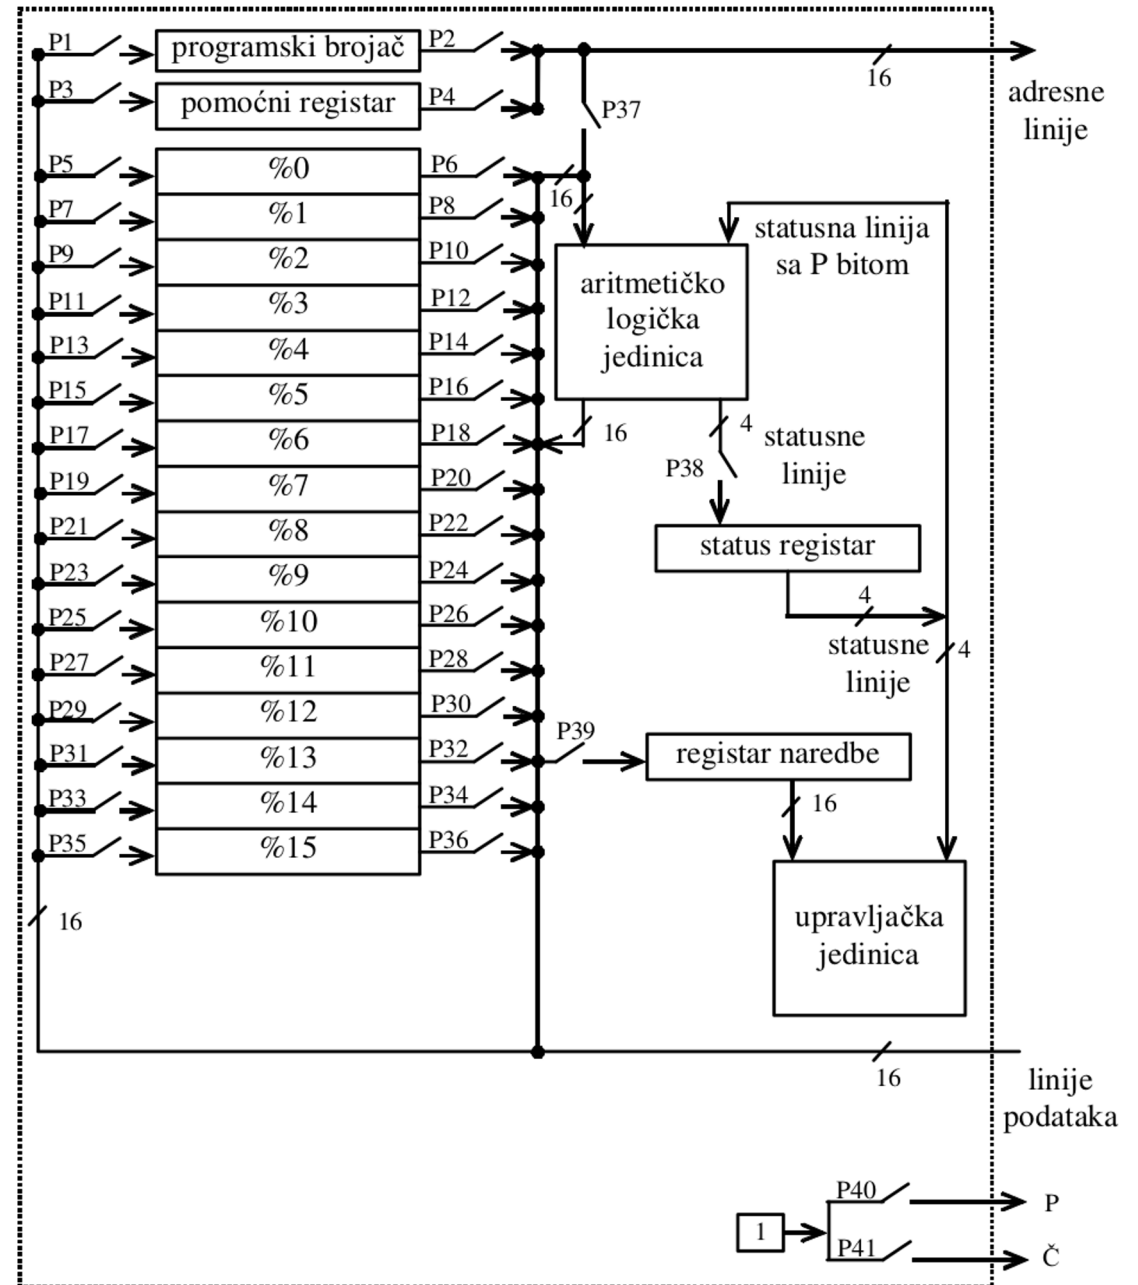 P1 programski brojač P2
16
adresne
linije
P3 pomoćni registar P4
P37
P5 %0 P6
16
P7 %1 P8
statusna linija
sa P bitom
P9 %2 P10
aritmetičko
logička
jedinica
P11 %3 P12
P13 %4 P14
P15 %5 P16
P17 %6 P18
16
4
statusne
linije
P38
P19 %7 P20
P21 %8 P22
status registar
P23 %9 P24
4
P25 %10 P26
statusne
linije
4
P27 %11 P28
P29 %12 P30
P39
P31 %13 P32
registar naredbe
16
P33 %14 P34
P35 %15 P36
16
upravljačka
jedinica
16
linije
podataka
P40
P
1
P41
Č